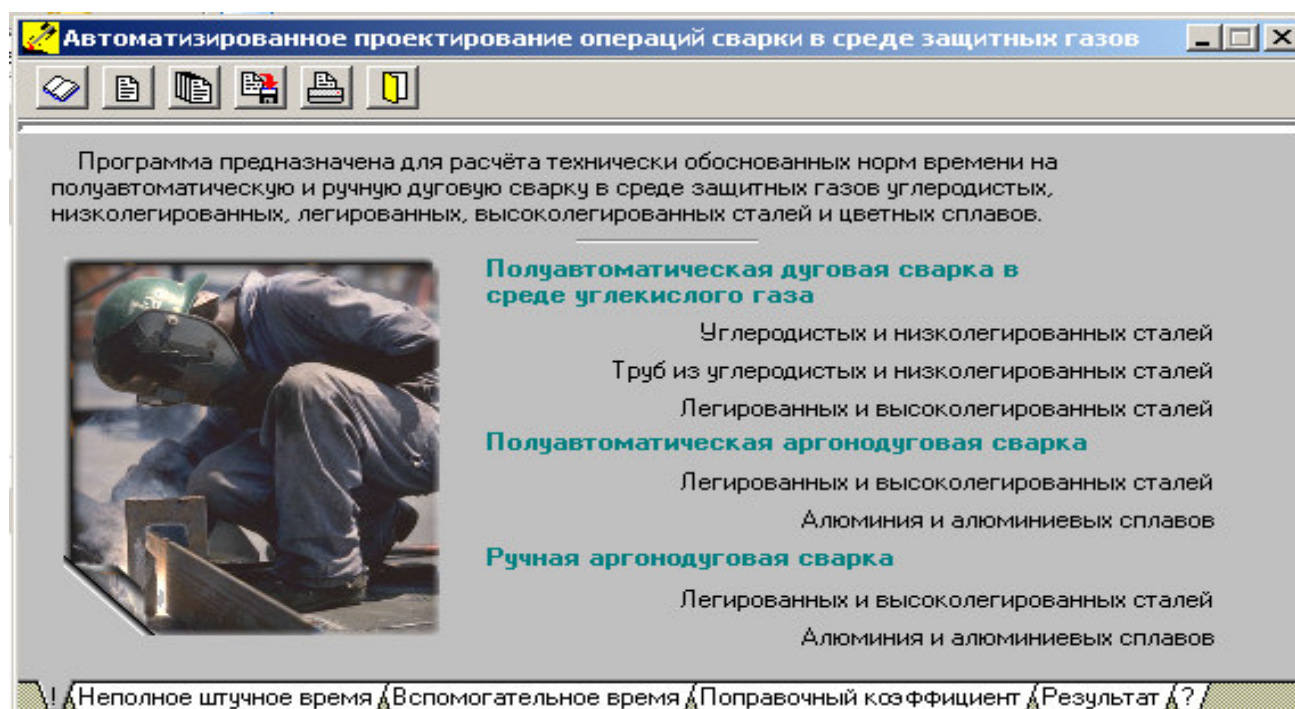 Автоматизированное проектирование операций сварки в среде защитных газов
Программа предназначена для расчёта технически обоснованных норм времени на
полуавтоматическую и ручную дуговую сварку в среде защитных газов углеродистых,
низколегированных, легированных, высоколегированных сталей и цветных сплавов.
Полуавтоматическая дуговая сварка в
среде углекислого газа
Углеродистых и низколегированных сталей
Труб из углеродистых и низколегированных сталей
Легированных и высоколегированных сталей
Полуавтоматическая аргонодуговая сварка
Легированных и высоколегированных сталей
Алюминия и алюминиевых сплавов
Ручная аргонодуговая сварка
Легированных и высоколегированных сталей
Алюминия и алюминиевых сплавов
! Неполное штучное время Вспомогательное время Поправочный коэффициент Результат ?